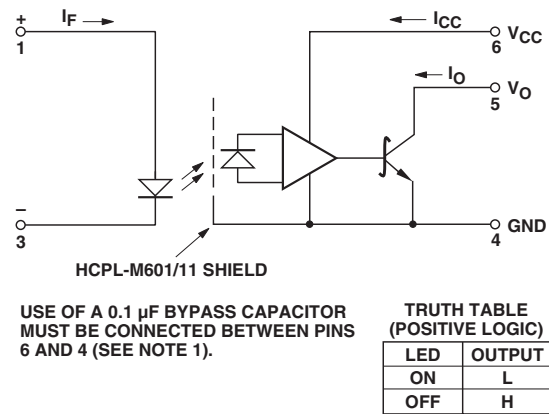 +
1
IF
ICC
6
VCC
IO
5
VO
–
3
4
GND
HCPL-M601/11 SHIELD
USE OF A 0.1 µF BYPASS CAPACITOR
MUST BE CONNECTED BETWEEN PINS
6 AND 4 (SEE NOTE 1).
TRUTH TABLE
(POSITIVE LOGIC)
LED OUTPUT
ON L
OFF H